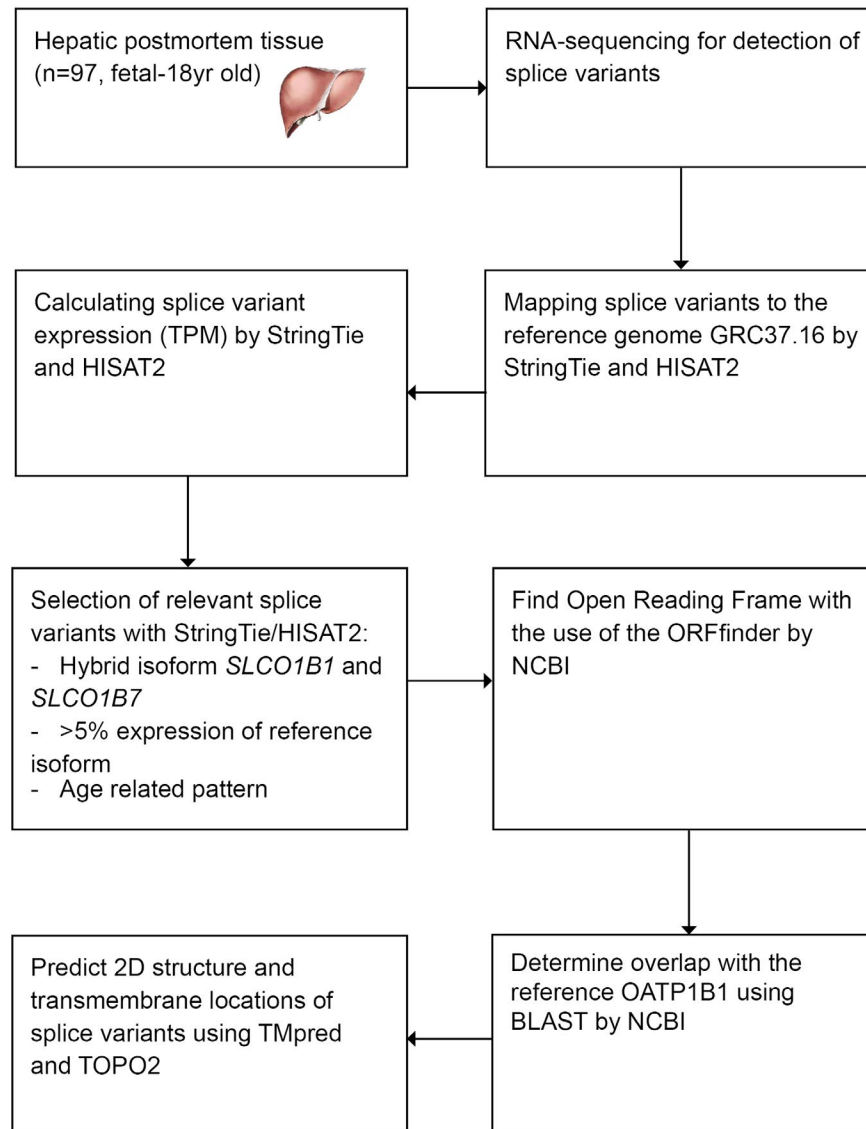 Hepatic postmortem tissue
(n=97, fetal-18yr old)
RNA-sequencing for detection of
splice variants
Mapping splice variants to the
reference genome GRC37.16 by
StringTie and HISAT2
Calculating splice variant
expression (TPM) by StringTie
and HISAT2
Selection of relevant splice
variants with StringTie/HISAT2:
- Hybrid isoform SLCO1B1 and
SLCO1B7
- >5% expression of reference
isoform
- Age related pattern
Find Open Reading Frame with
the use of the ORFfinder by
NCBI
Determine overlap with the
reference OATP1B1 using
BLAST by NCBI
Predict 2D structure and
transmembrane locations of
splice variants using TMpred
and TOPO2